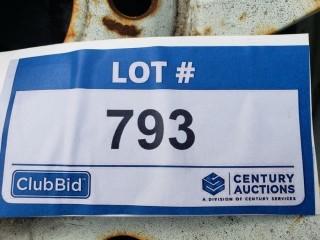 LOT #
793
ClubBid
CENTURY
AUCTIONS
A DIVISION OF CENTURY SERVICES